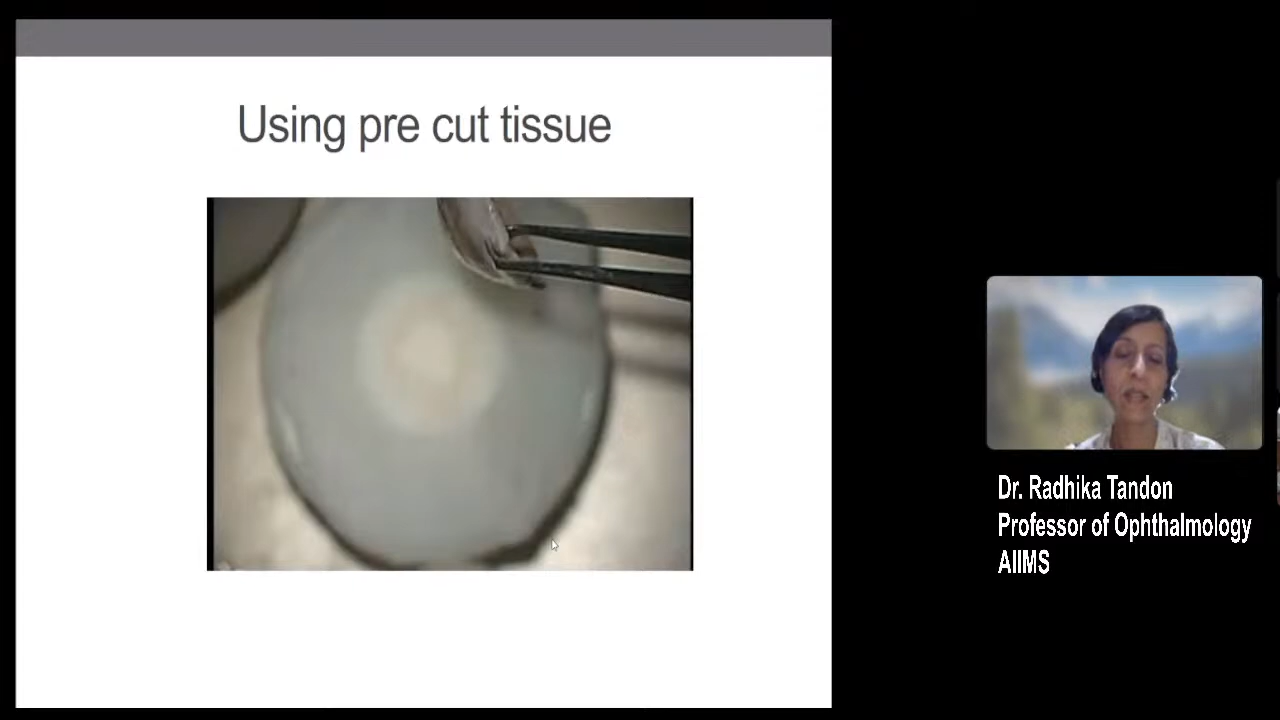 Using pre cut tissue
Dr. Radhika Tandon
Professor of Ophthalmology
AIIMS